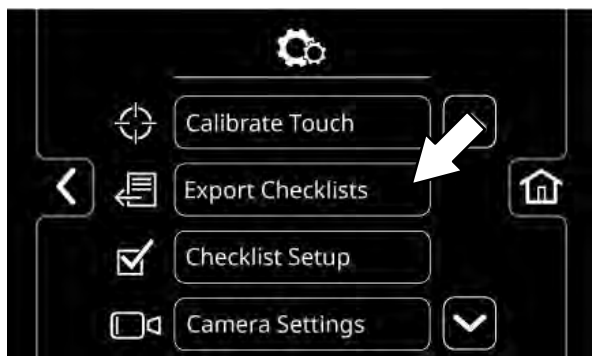 Calibrate Touch
Export Checklists
Checklist Setup
Camera Settings